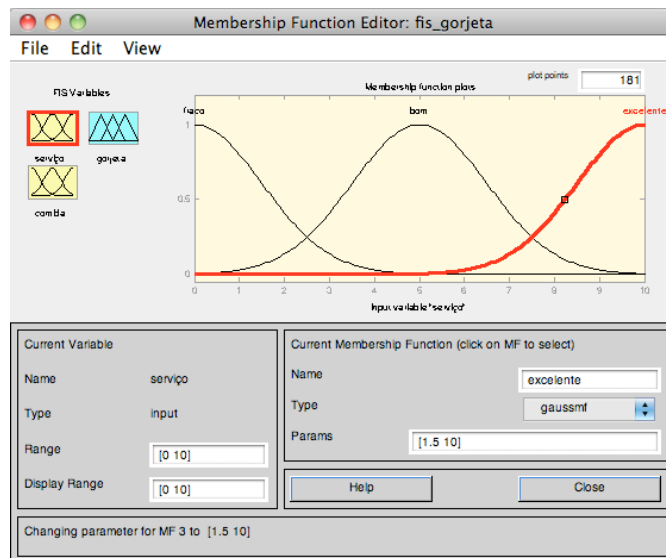 Membership Function Editor: fis_gorjeta
File Edit View
FIS Variables
serviço
gorjeta
comida
plot points
181
Membership function plots
fraco
bom
excelente
1
0.5
0
0 1 2 3 4 5 6 7 8 9 10
input variable "serviço"
Current Variable
Name serviço
Type input
Range [0 10]
Display Range [0 10]
Current Membership Function (click on MF to select)
Name excelente
Type gaussmf
Params [1.5 10]
Help Close
Changing parameter for MF 3 to [1.5 10]